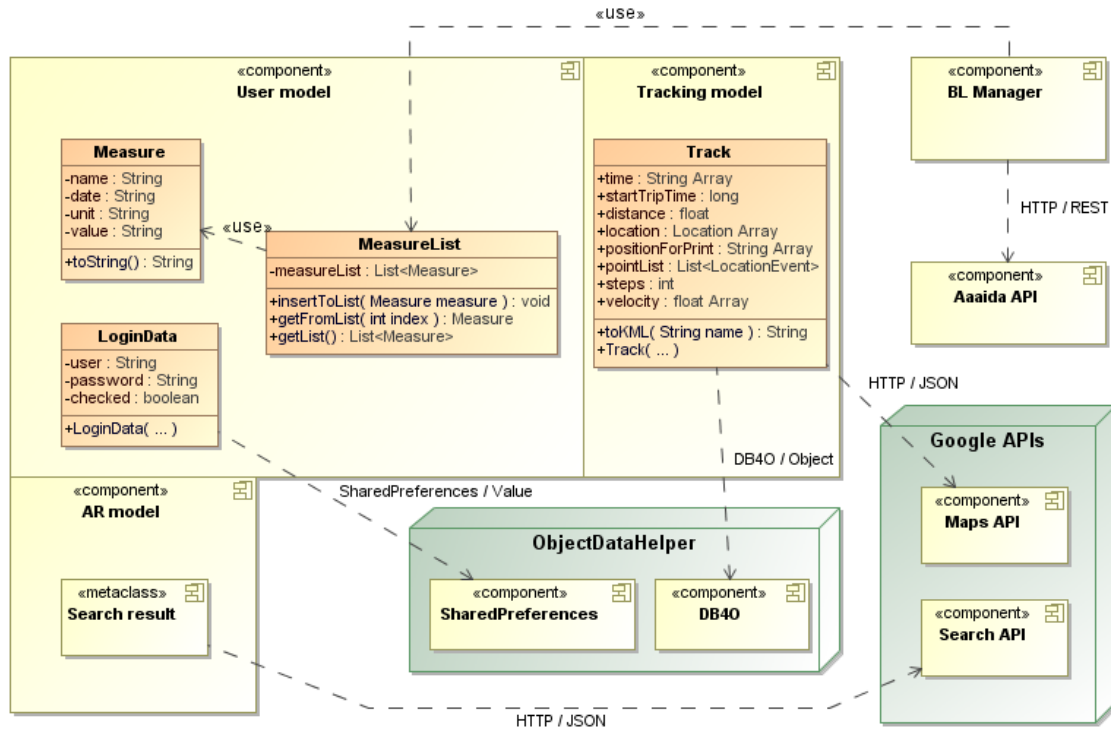 «use»
«component»
User model
Measure
-name : String
-date : String
-unit : String
-value : String
+toString() : String
«use»
MeasureList
-measureList : List<Measure>
+insertToList( Measure measure ) : void
+getFromList( int index ) : Measure
+getList() : List<Measure>
LoginData
-user : String
-password : String
-checked : boolean
+LoginData( ... )
«component»
Tracking model
Track
+time : String Array
+startTripTime : long
+distance : float
+location : Location Array
+positionForPrint : String Array
+pointList : List<LocationEvent>
+steps : int
+velocity : float Array
+toKML( String name ) : String
+Track( ... )
«component»
BL Manager
HTTP / REST
«component»
Aaaida API
HTTP / JSON
DB4O / Object
SharedPreferences / Value
«component»
AR model
«metaclass»
Search result
ObjectDataHelper
«component»
SharedPreferences
«component»
DB4O
Google APIs
«component»
Maps API
«component»
Search API
HTTP / JSON